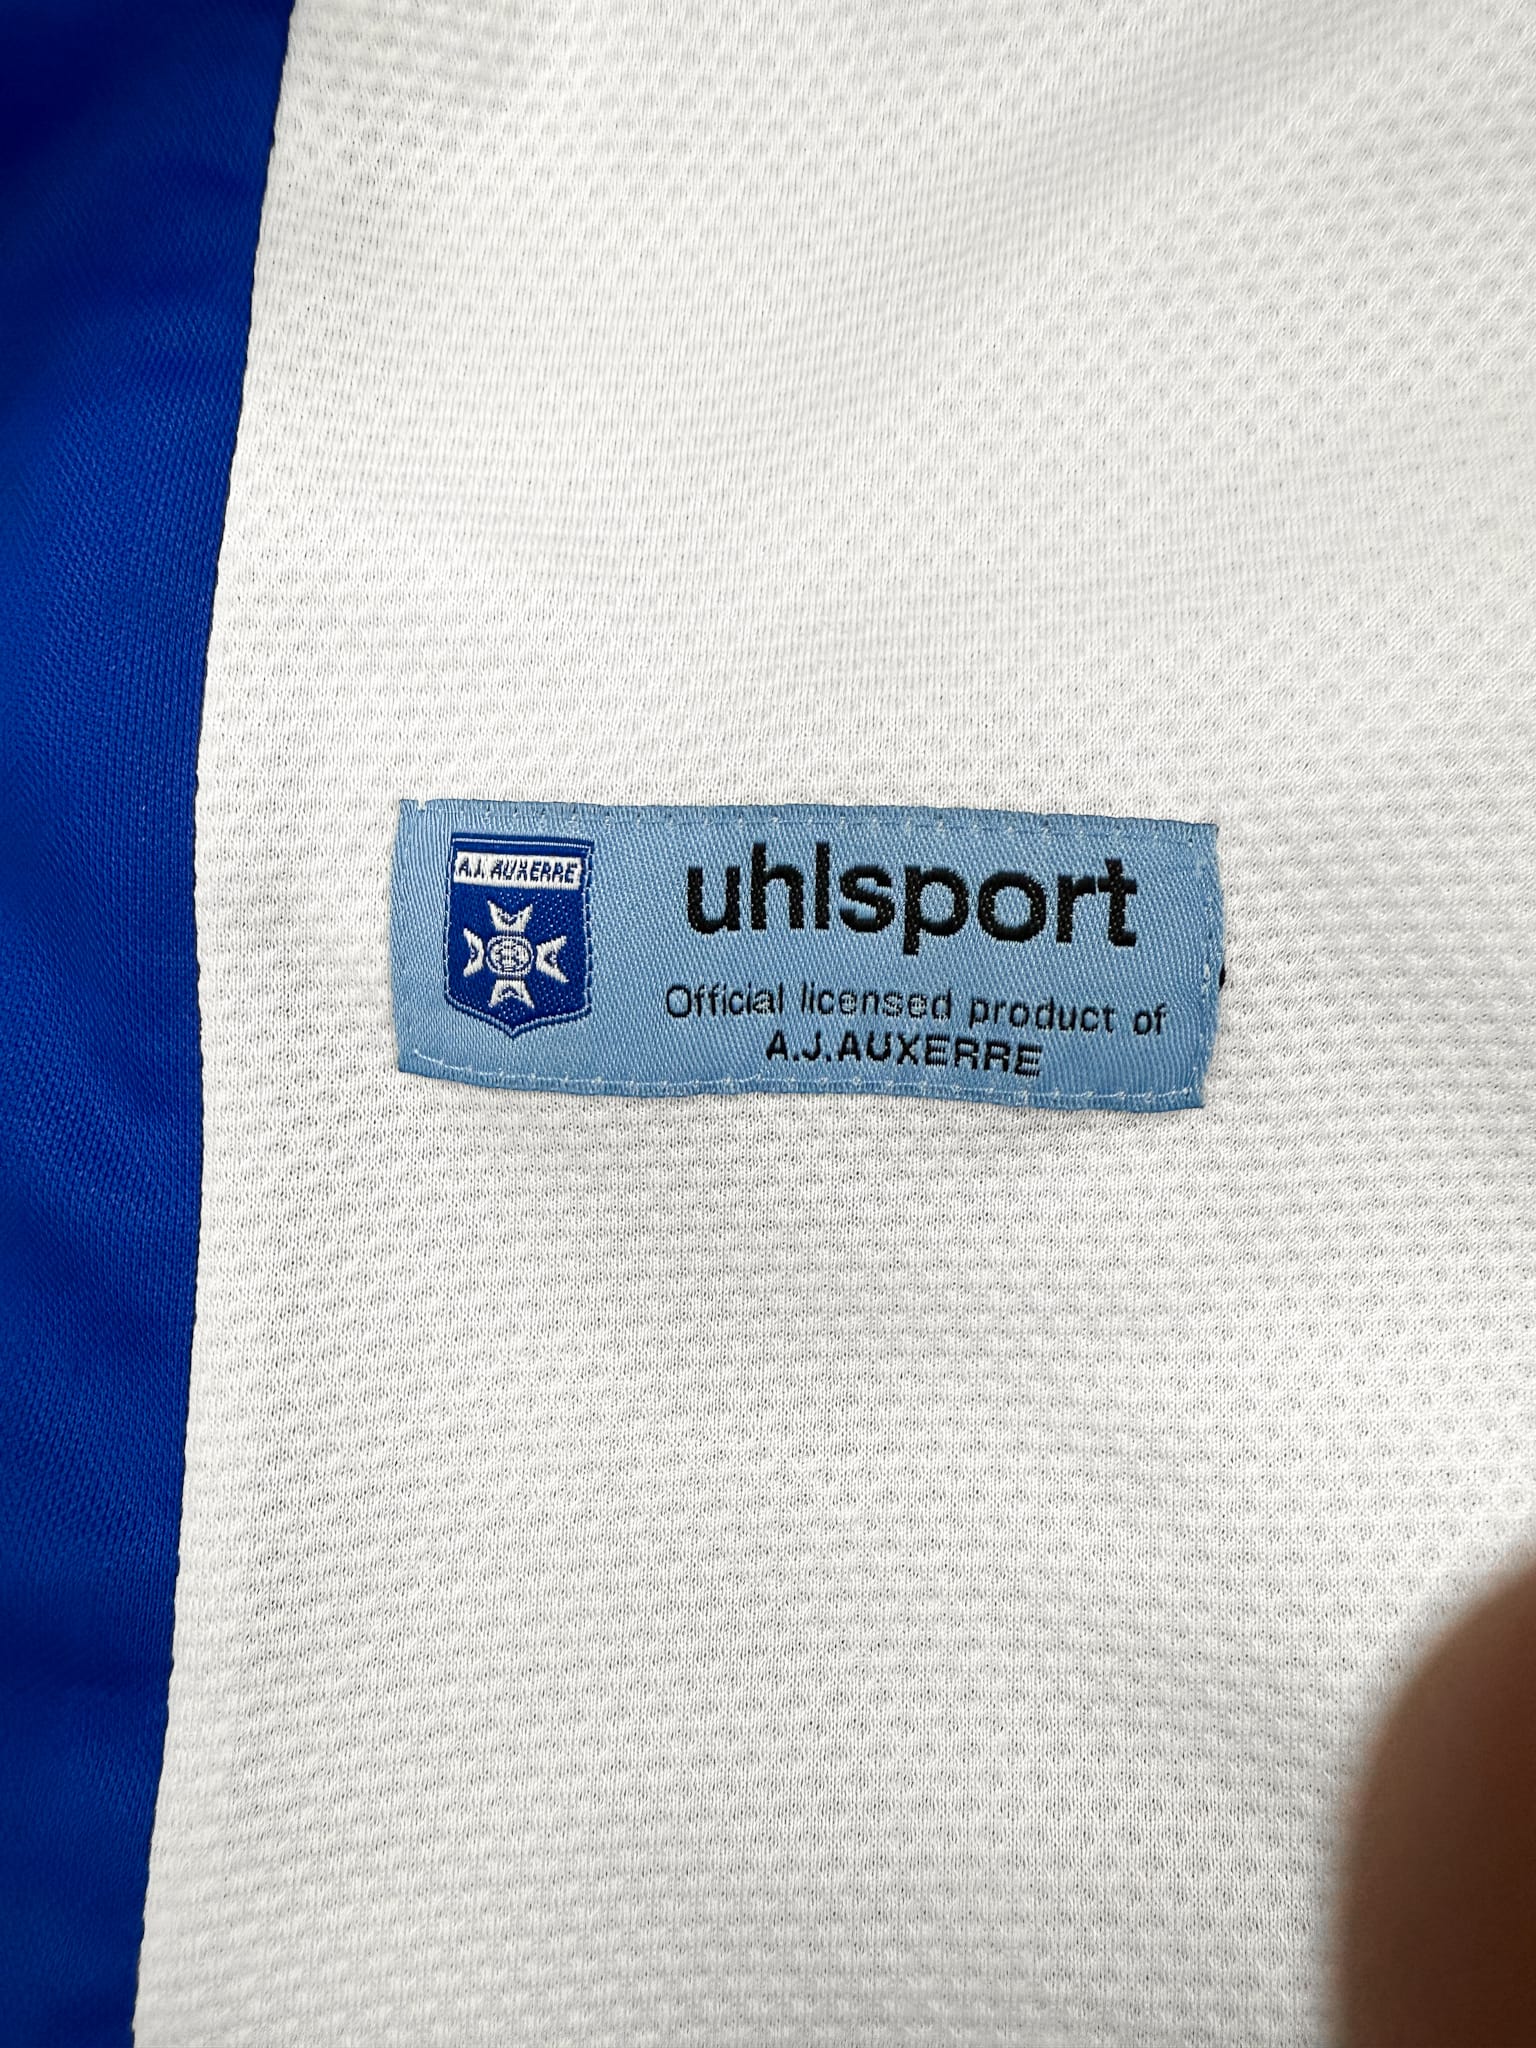 A.J. AUXERRE
uhlsport
Official licensed product of
A.J.AUXERRE